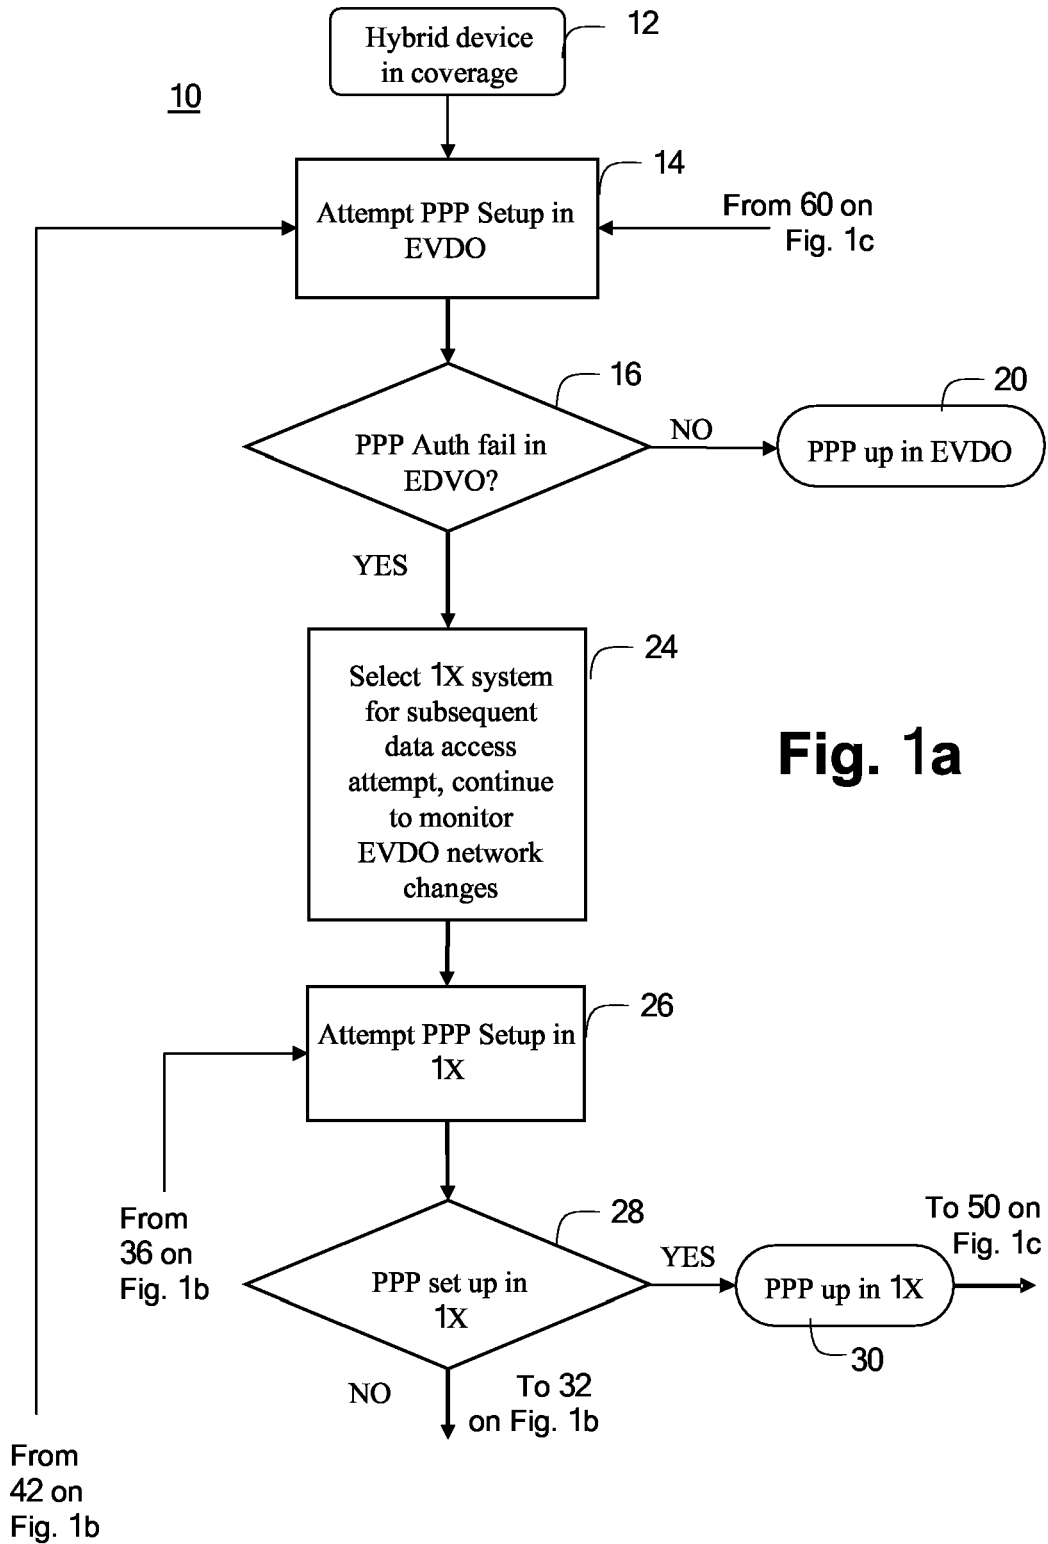 Hybrid device
in coverage
12
10
Attempt PPP Setup in
EVDO
14
From 60 on
Fig. 1c
PPP Auth fail in
EDVO?
16
NO
PPP up in EVDO
20
YES
Select 1X system
for subsequent
data access
attempt, continue
to monitor
EVDO network
changes
24
Fig. 1a
Attempt PPP Setup in
1X
26
From
36 on
Fig. 1b
PPP set up in
1X
28
YES
PPP up in 1X
30
To 50 on
Fig. 1c
NO
To 32
on Fig. 1b
From
42 on
Fig. 1b